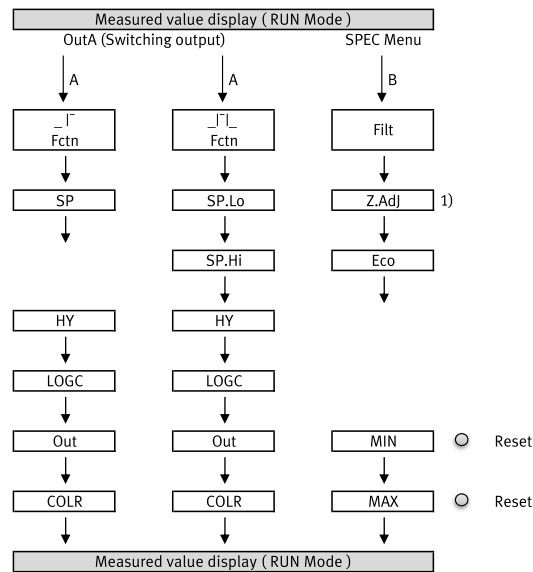 Measured value display ( RUN Mode )
OutA (Switching output) SPEC Menu
A A B
_|¯ _|¯|_ Filt
Fctn Fctn
SP SP.Lo Z.AdJ 1)
SP.Hi Eco
HY HY
LOGC LOGC
Out Out MIN Reset
COLR COLR MAX Reset
Measured value display ( RUN Mode )